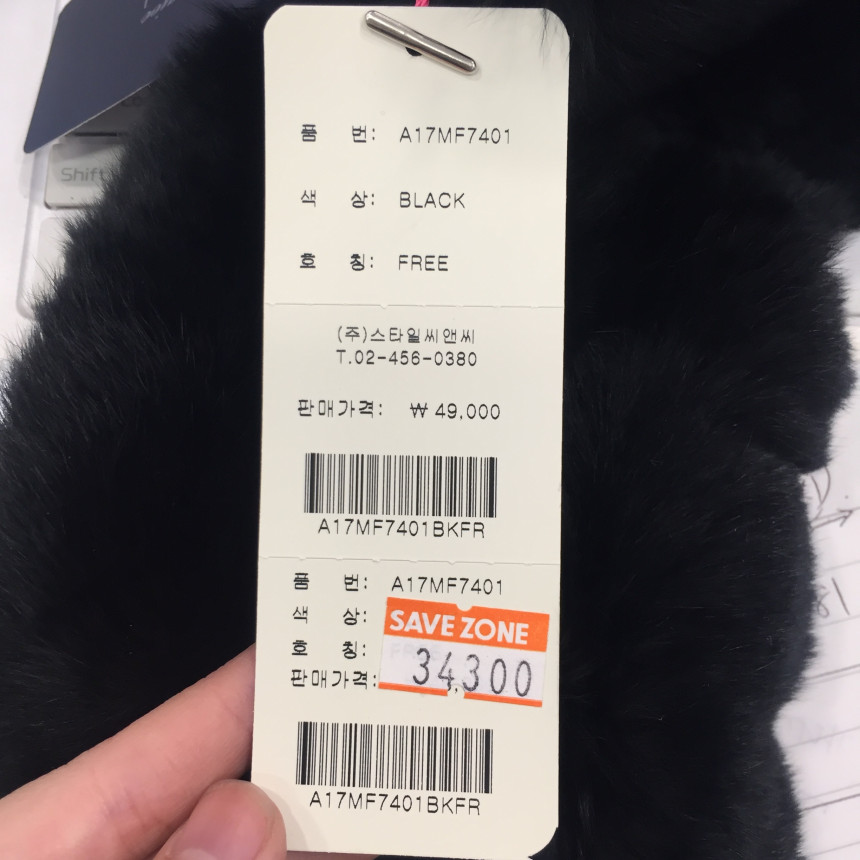 Shift
품 번: A17MF7401
색 상: BLACK
호 칭: FREE
(주)스타일씨앤씨
T.02-456-0380
판매가격: ₩ 49,000
A17MF7401BKFR
품 번: A17MF7401
색 상:
호 칭:
판매가격:
SAVE ZONE
34,300
A17MF7401BKFR